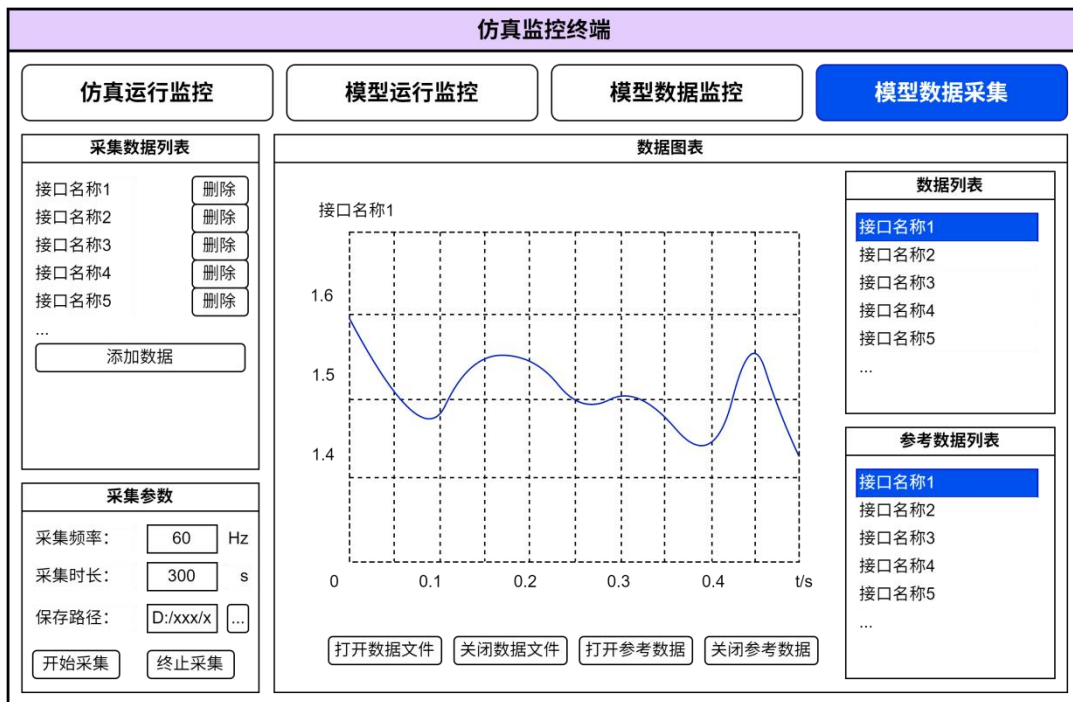 仿真监控终端
仿真运行监控
模型运行监控
模型数据监控
模型数据采集
采集数据列表
接口名称1 删除
接口名称2 删除
接口名称3 删除
接口名称4 删除
接口名称5 删除
...
添加数据
采集参数
采集频率： 60 Hz
采集时长： 300 s
保存路径： D:/xxx/x ...
开始采集 终止采集
数据图表
接口名称1
1.6
1.5
1.4
0 0.1 0.2 0.3 0.4 t/s
打开数据文件 关闭数据文件 打开参考数据 关闭参考数据
数据列表
接口名称1
接口名称2
接口名称3
接口名称4
接口名称5
...
参考数据列表
接口名称1
接口名称2
接口名称3
接口名称4
接口名称5
...